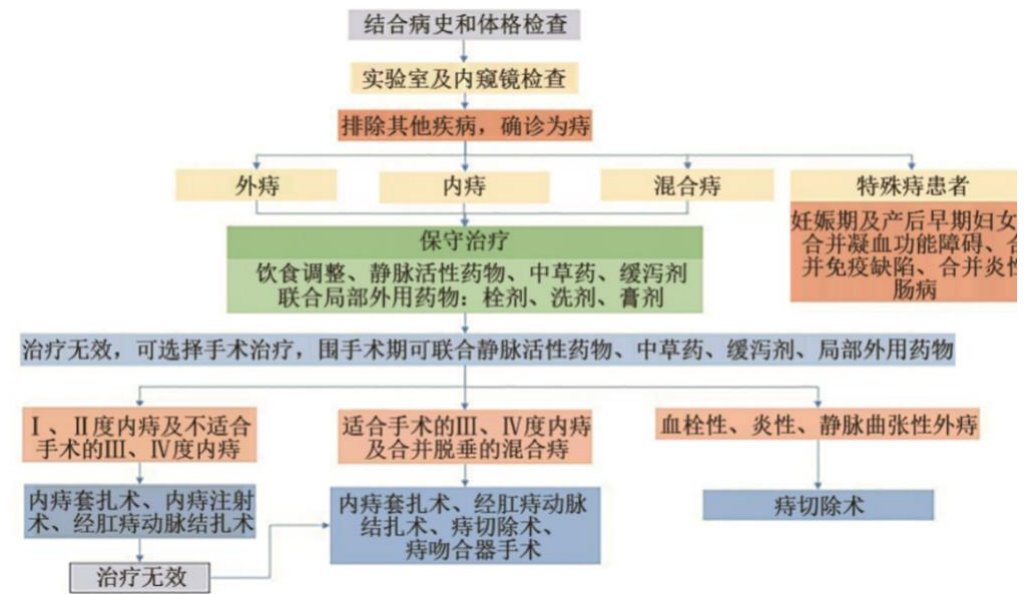 结合病史和体格检查
实验室及内窥镜检查
排除其他疾病，确诊为痔
外痔
内痔
混合痔
特殊痔患者
妊娠期及产后早期妇女
合并凝血功能障碍、合
并免疫缺陷、合并炎性
肠病
保守治疗
饮食调整、静脉活性药物、中草药、缓泻剂
联合局部外用药物：栓剂、洗剂、膏剂
治疗无效，可选择手术治疗，围手术期可联合静脉活性药物、中草药、缓泻剂、局部外用药物
Ⅰ、Ⅱ度内痔及不适合
手术的Ⅲ、Ⅳ度内痔
适合手术的Ⅲ、Ⅳ度内痔
及合并脱垂的混合痔
血栓性、炎性、静脉曲张性外痔
内痔套扎术、内痔注射
术、经肛痔动脉结扎术
内痔套扎术、经肛痔动脉
结扎术、痔切除术、
痔吻合器手术
痔切除术
治疗无效